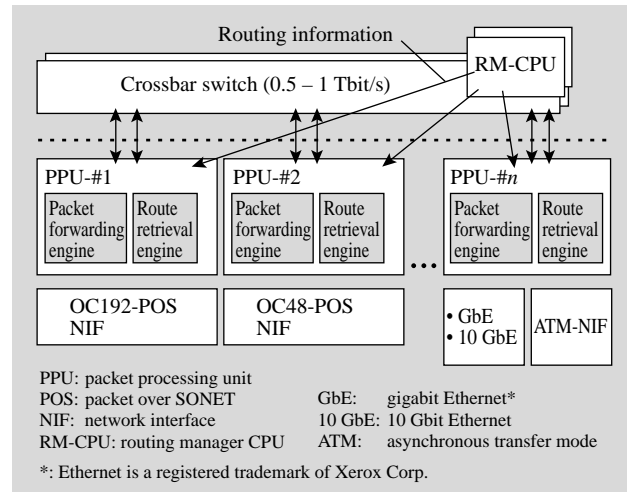 Routing information
RM-CPU
Crossbar switch (0.5 – 1 Tbit/s)
PPU-#1
Packet
forwarding
engine
Route
retrieval
engine
PPU-#2
Packet
forwarding
engine
Route
retrieval
engine
...
PPU-#n
Packet
forwarding
engine
Route
retrieval
engine
OC192-POS
NIF
OC48-POS
NIF
• GbE
• 10 GbE
ATM-NIF
PPU: packet processing unit
POS: packet over SONET
NIF: network interface
RM-CPU: routing manager CPU
GbE: gigabit Ethernet*
10 GbE: 10 Gbit Ethernet
ATM: asynchronous transfer mode
*: Ethernet is a registered trademark of Xerox Corp.